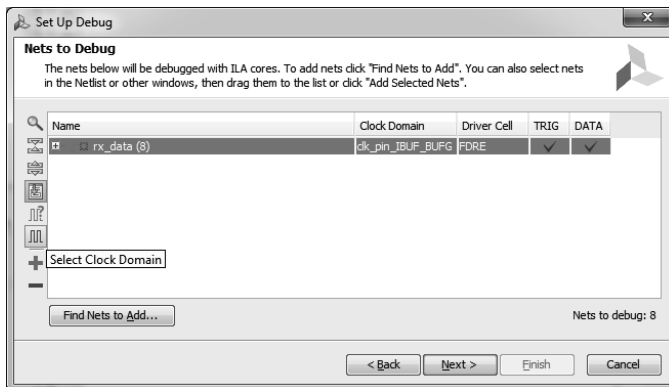 Set Up Debug
Nets to Debug
The nets below will be debugged with ILA cores. To add nets click "Find Nets to Add". You can also select nets
in the Netlist or other windows, then drag them to the list or click "Add Selected Nets".
Name Clock Domain Driver Cell TRIG DATA
rx_data (8) clk_pin_IBUF_BUFG FDRE
Select Clock Domain
Find Nets to Add... Nets to debug: 8
< Back Next > Finish Cancel